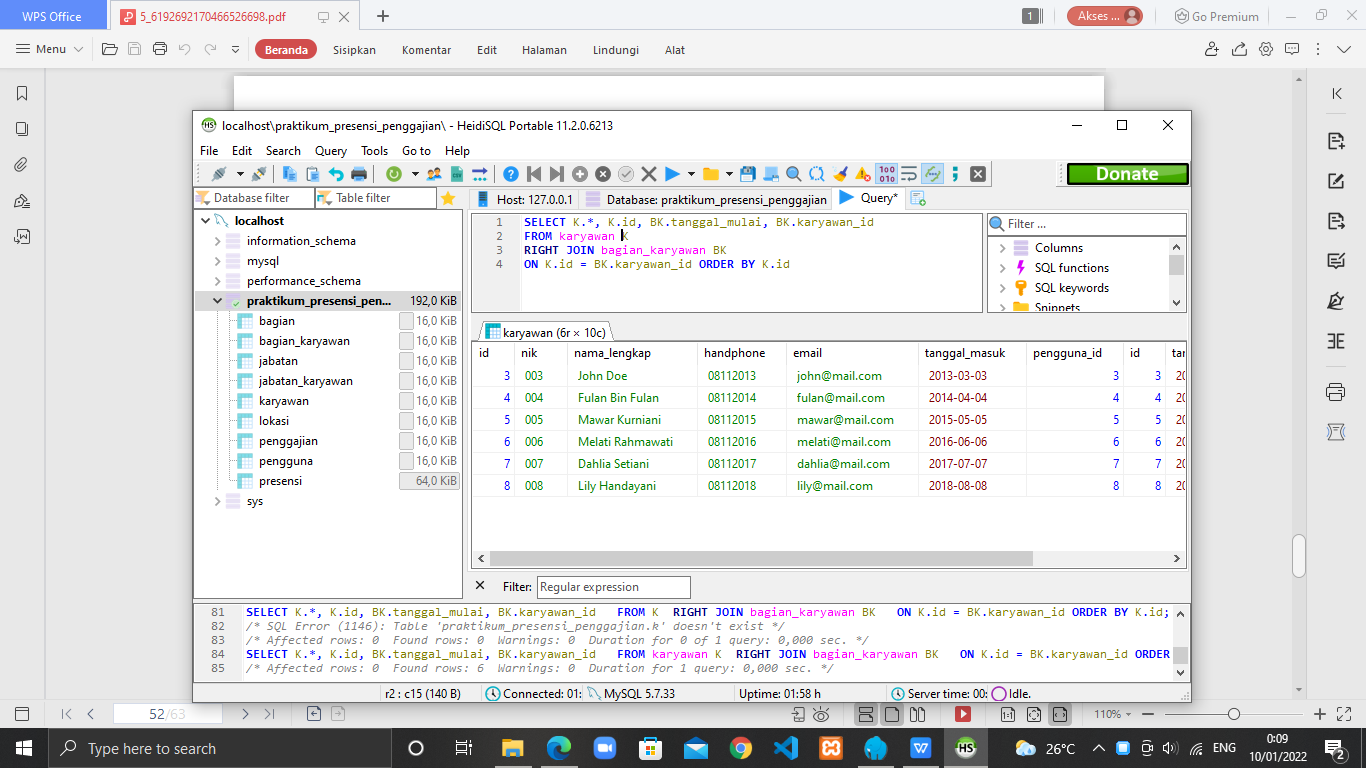 WPS Office
5_6192692170466526698.pdf
1
Akses ...
Go Premium
Menu
Beranda
Sisipkan
Komentar
Edit
Halaman
Lindungi
Alat
localhost\praktikum_presensi_penggajian\ - HeidiSQL Portable 11.2.0.6213
File Edit Search Query Tools Go to Help
Donate
Database filter
Table filter
Host: 127.0.0.1
Database: praktikum_presensi_penggajian
Query*
localhost
information_schema
mysql
performance_schema
praktikum_presensi_pen... 192,0 KiB
bagian 16,0 KiB
bagian_karyawan 16,0 KiB
jabatan 16,0 KiB
jabatan_karyawan 16,0 KiB
karyawan 16,0 KiB
lokasi 16,0 KiB
penggajian 16,0 KiB
pengguna 16,0 KiB
presensi 64,0 KiB
sys
1 SELECT K.*, K.id, BK.tanggal_mulai, BK.karyawan_id
2 FROM karyawan K
3 RIGHT JOIN bagian_karyawan BK
4 ON K.id = BK.karyawan_id ORDER BY K.id
Filter ...
Columns
SQL functions
SQL keywords
Snippets
karyawan (6r × 10c)
id nik nama_lengkap handphone email tanggal_masuk pengguna_id id tar
3 003 John Doe 08112013 john@mail.com 2013-03-03 3 3 20
4 004 Fulan Bin Fulan 08112014 fulan@mail.com 2014-04-04 4 4 20
5 005 Mawar Kurniani 08112015 mawar@mail.com 2015-05-05 5 5 20
6 006 Melati Rahmawati 08112016 melati@mail.com 2016-06-06 6 6 20
7 007 Dahlia Setiani 08112017 dahlia@mail.com 2017-07-07 7 7 20
8 008 Lily Handayani 08112018 lily@mail.com 2018-08-08 8 8 20
Filter: Regular expression
81 SELECT K.*, K.id, BK.tanggal_mulai, BK.karyawan_id FROM K RIGHT JOIN bagian_karyawan BK ON K.id = BK.karyawan_id ORDER BY K.id;
82 /* SQL Error (1146): Table 'praktikum_presensi_penggajian.k' doesn't exist */
83 /* Affected rows: 0 Found rows: 0 Warnings: 0 Duration for 0 of 1 query: 0,000 sec. */
84 SELECT K.*, K.id, BK.tanggal_mulai, BK.karyawan_id FROM karyawan K RIGHT JOIN bagian_karyawan BK ON K.id = BK.karyawan_id ORDER
85 /* Affected rows: 0 Found rows: 6 Warnings: 0 Duration for 1 query: 0,000 sec. */
r2 : c15 (140 B)
Connected: 01:
MySQL 5.7.33
Uptime: 01:58 h
Server time: 00:
Idle.
52/63
110%
Type here to search
26°C
ENG
0:09
10/01/2022
2